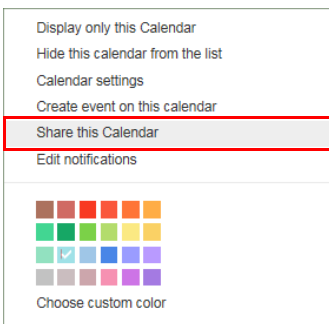 Display only this Calendar
Hide this calendar from the list
Calendar settings
Create event on this calendar
Share this Calendar
Edit notifications
Choose custom color